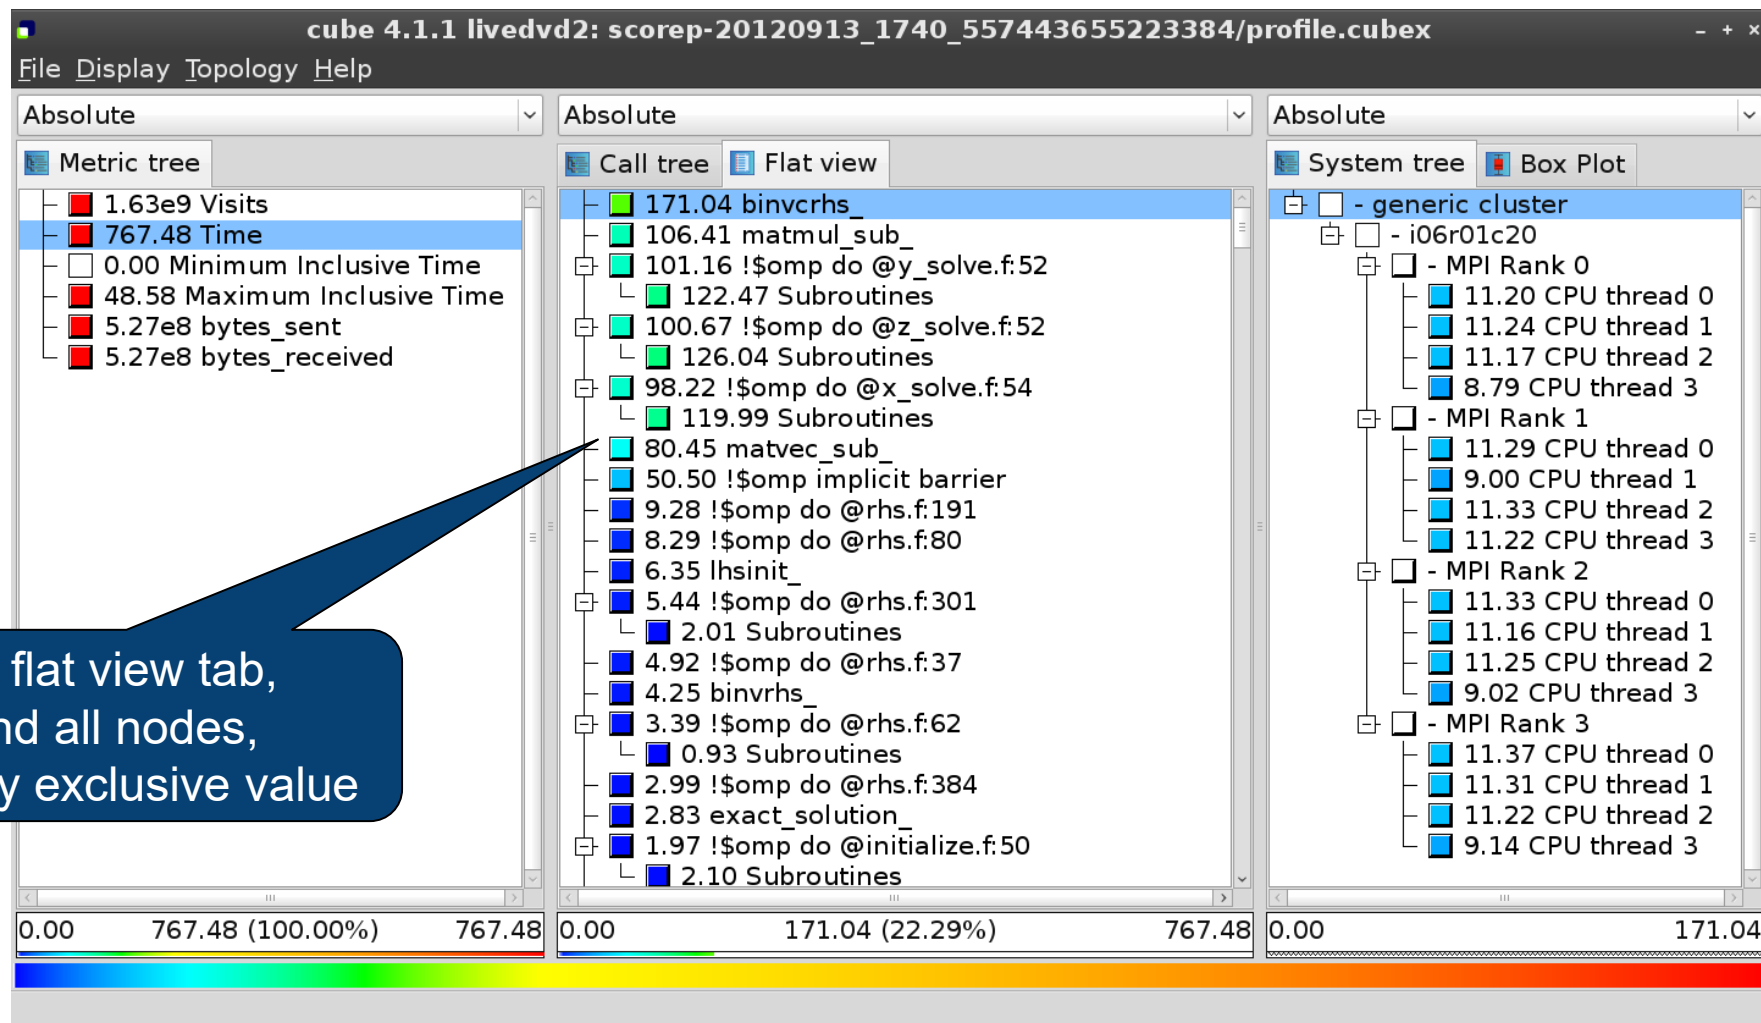 cube 4.1.1 livedvd2: scorep-20120913_1740_557443655223384/profile.cubex
File Display Topology Help
Absolute
Metric tree
1.63e9 Visits
767.48 Time
0.00 Minimum Inclusive Time
48.58 Maximum Inclusive Time
5.27e8 bytes_sent
5.27e8 bytes_received
flat view tab,
all nodes,
exclusive value
0.00 767.48 (100.00%) 767.48
Absolute
Call tree Flat view
171.04 binvcrhs_
106.41 matmul_sub_
101.16 !$omp do @y_solve.f:52
122.47 Subroutines
100.67 !$omp do @z_solve.f:52
126.04 Subroutines
98.22 !$omp do @x_solve.f:54
119.99 Subroutines
80.45 matvec_sub_
50.50 !$omp implicit barrier
9.28 !$omp do @rhs.f:191
8.29 !$omp do @rhs.f:80
6.35 lhsinit_
5.44 !$omp do @rhs.f:301
2.01 Subroutines
4.92 !$omp do @rhs.f:37
4.25 binvrhs_
3.39 !$omp do @rhs.f:62
0.93 Subroutines
2.99 !$omp do @rhs.f:384
2.83 exact_solution_
1.97 !$omp do @initialize.f:50
2.10 Subroutines
0.00 171.04 (22.29%) 767.48
Absolute
System tree Box Plot
- generic cluster
- i06r01c20
- MPI Rank 0
11.20 CPU thread 0
11.24 CPU thread 1
11.17 CPU thread 2
8.79 CPU thread 3
- MPI Rank 1
11.29 CPU thread 0
9.00 CPU thread 1
11.33 CPU thread 2
11.22 CPU thread 3
- MPI Rank 2
11.33 CPU thread 0
11.16 CPU thread 1
11.25 CPU thread 2
9.02 CPU thread 3
- MPI Rank 3
11.37 CPU thread 0
11.31 CPU thread 1
11.22 CPU thread 2
9.14 CPU thread 3
0.00 171.04